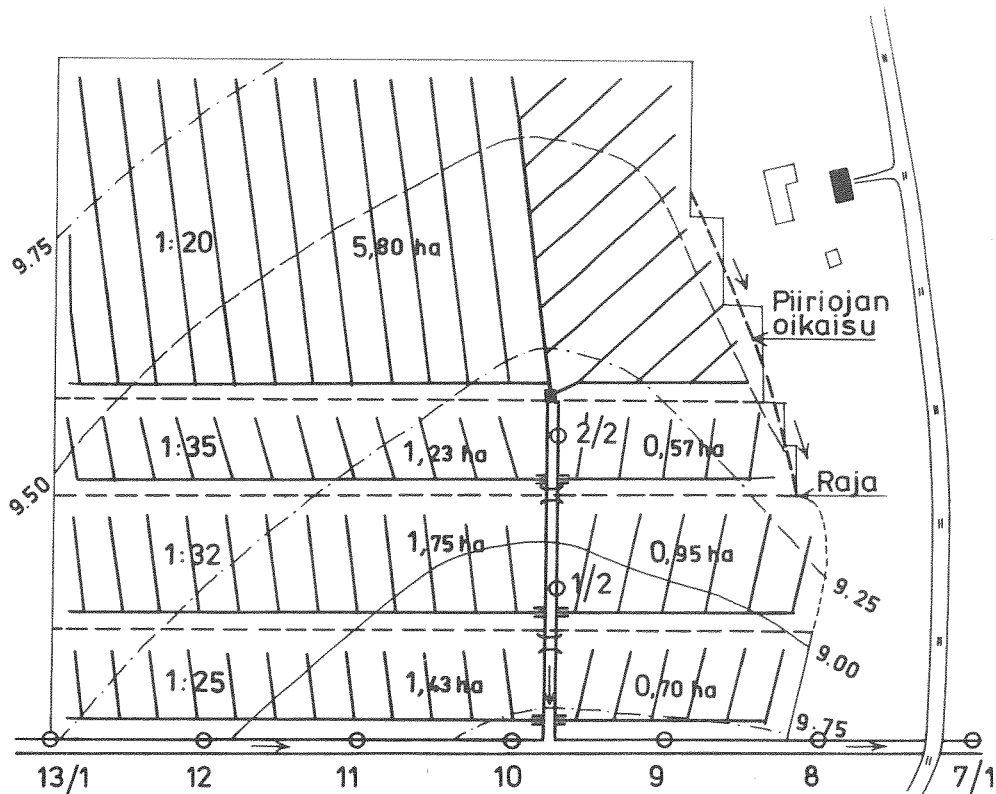 9.75
1:20
5,80 ha
Piiriojan
oikaisu
1:35
1,23 ha
2/2
0,57 ha
9.50
Raja
1:32
1,75 ha
0,95 ha
1/2
9.25
9.00
1:25
1,43 ha
0,70 ha
9.75
13/1 12 11 10 9 8 7/1